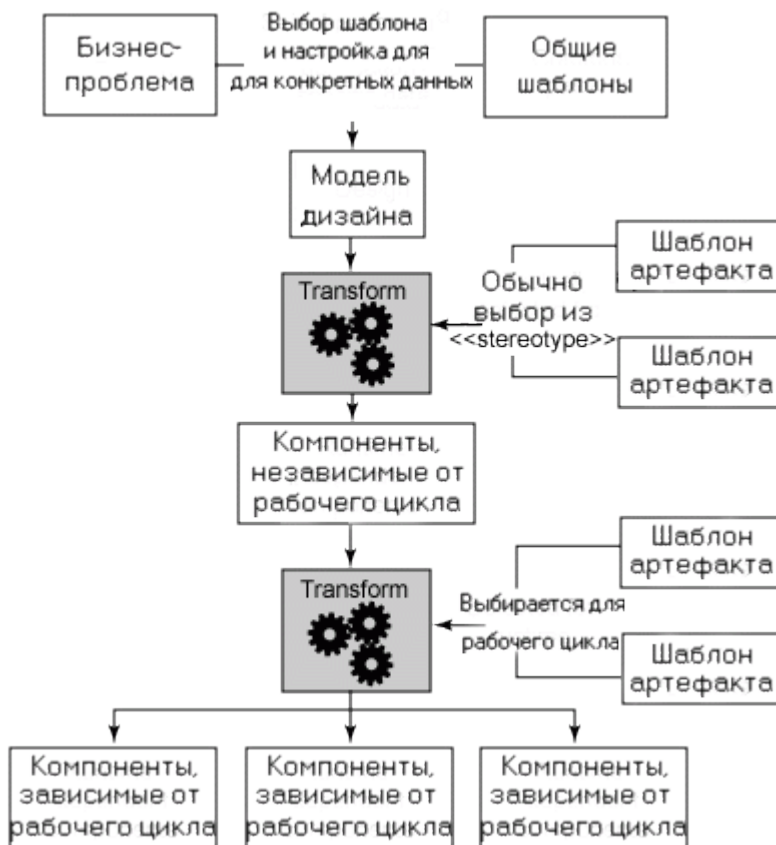 Бизнес-
проблема
Выбор шаблона
и настройка для
для конкретных данных
Общие
шаблоны
Модель
дизайна
Transform
Обычно
выбор из
<<stereotype>>
Шаблон
артефакта
Шаблон
артефакта
Компоненты,
независимые от
рабочего цикла
Transform
Выбирается для
рабочего цикла
Шаблон
артефакта
Шаблон
артефакта
Компоненты,
зависимые от
рабочего цикла
Компоненты,
зависимые от
рабочего цикла
Компоненты,
зависимые от
рабочего цикла